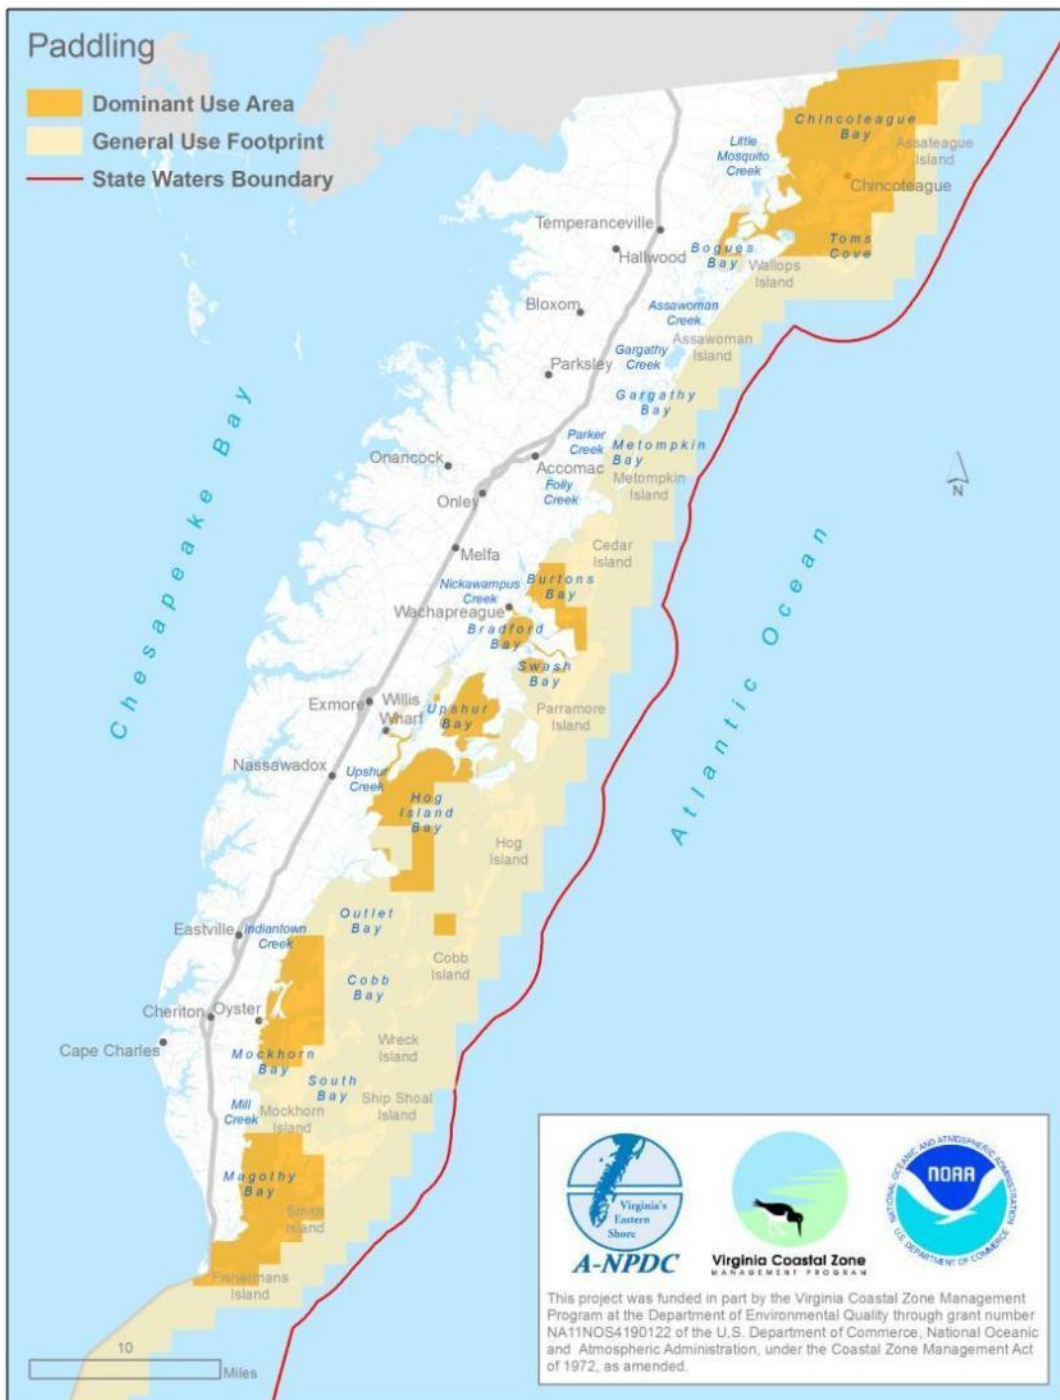 Paddling
Dominant Use Area
General Use Footprint
State Waters Boundary
Chincoteague
Bay
Assateague
Island
Little
Mosquito
Creek
Chincoteague
Temperanceville
Hallwood
Bogues
Bay
Toms
Cove
Wallops
Island
Bloxom
Assawoman
Creek
Assawoman
Island
Parksley
Gargathy
Creek
Gargathy
Bay
Chesapeake Bay
Parker
Creek
Metompkin
Bay
Onancock
Accomac
Metompkin
Island
Folly
Creek
Onley
N
Atlantic Ocean
Melfa
Cedar
Island
Nickawampus
Creek
Burtons
Bay
Wachapreague
Bradford
Bay
Swash
Bay
Exmore
Willis
Wharf
Upshur
Bay
Parramore
Island
Nassawadox
Upshur
Creek
Hog
Island
Bay
Hog
Island
Outlet
Bay
Eastville
Indiantown
Creek
Cobb
Island
Cobb
Bay
Cheriton
Oyster
Cape Charles
Mockhorn
Bay
Wreck
Island
South
Bay
Mill
Creek
Mockhorn
Island
Ship Shoal
Island
Magothy
Bay
Smith
Island
Fishermans
Island
10
Miles
Virginia's
Eastern
Shore
A-NPDC
Virginia Coastal Zone
MANAGEMENT PROGRAM
NATIONAL OCEANIC AND ATMOSPHERIC ADMINISTRATION
NOAA
U.S. DEPARTMENT OF COMMERCE
This project was funded in part by the Virginia Coastal Zone Management
Program at the Department of Environmental Quality through grant number
NA11NOS4190122 of the U.S. Department of Commerce, National Oceanic
and Atmospheric Administration, under the Coastal Zone Management Act
of 1972, as amended.